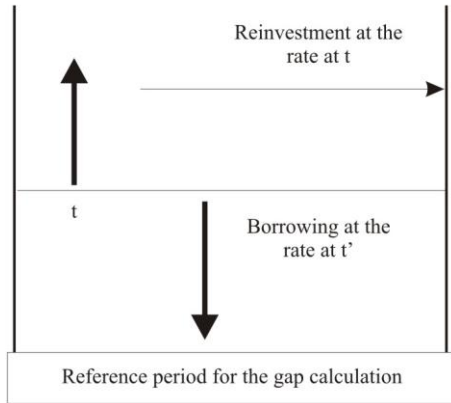 Reinvestment at the
rate at t
t
Borrowing at the
rate at t’
Reference period for the gap calculation